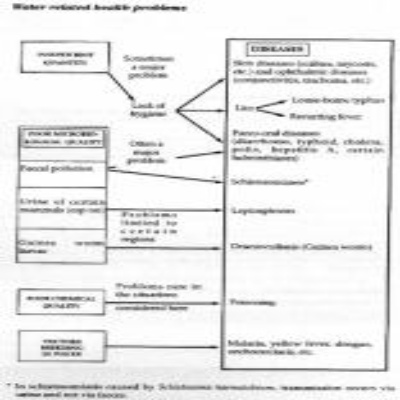 Water related health problems
INSUFFICIENT
QUANTITY
Sometimes
a major
problem
Lack of
hygiene
DISEASES
Skin diseases (scabies, mycosis,
etc.) and ophthalmic diseases
(conjunctivitis, trachoma, etc.)
Lice
Louse-borne typhus
Recurring fever
POOR MICROBIO-
LOGICAL QUALITY
Often a
major
problem
Faeco-oral diseases
(diarrhoeas, typhoid, cholera,
polio, hepatitis A, certain
helminthiases)
Faecal pollution
Schistosomiasis*
Urine of certain
mammals
Problems
limited to
certain
regions
Leptospirosis
Guinea worm
larvae
Dracunculiasis (Guinea worm)
POOR CHEMICAL
QUALITY
Problems rare in
the situations
considered here
Poisoning
VECTORS
BREEDING
IN WATER
Malaria, yellow fever, dengue,
onchocerciasis, etc.
* In schistosomiasis caused by Schistosoma haematobium, transmission occurs via
urine and not via faeces.